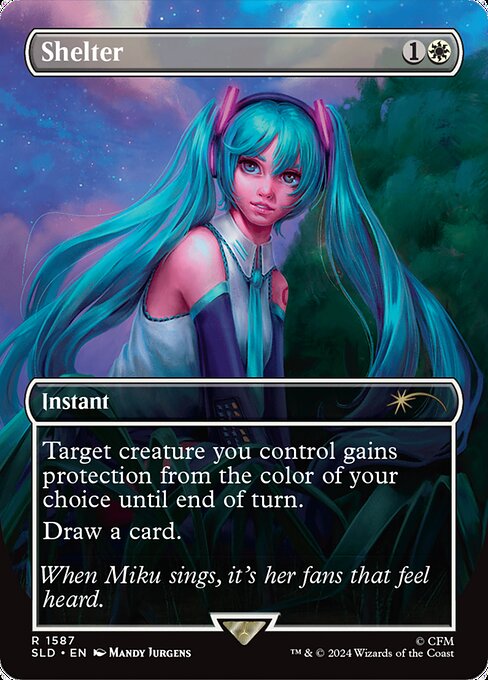 Shelter 1
Instant
Target creature you control gains
protection from the color of your
choice until end of turn.
Draw a card.
When Miku sings, it's her fans that feel
heard.
R 1587
SLD • EN MANDY JURGENS
© CFM
™ & © 2024 Wizards of the Coast